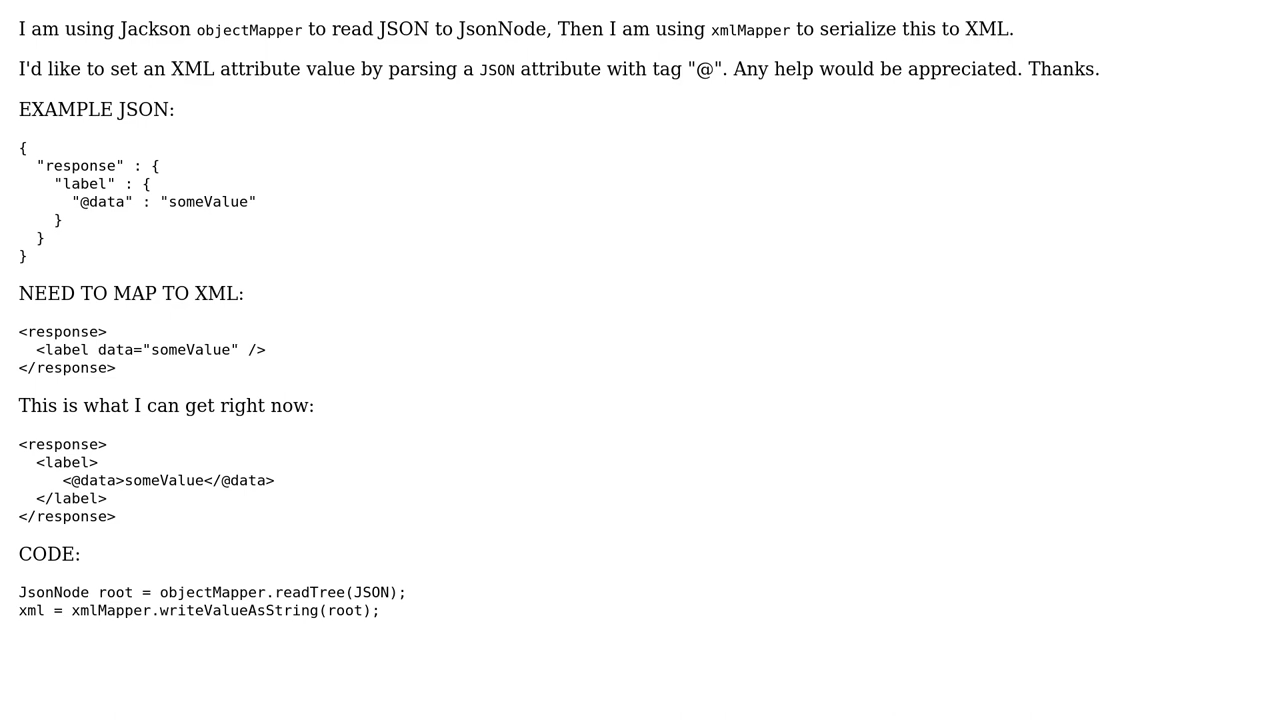 I am using Jackson objectMapper to read JSON to JsonNode, Then I am using xmlMapper to serialize this to XML.
I'd like to set an XML attribute value by parsing a JSON attribute with tag "@". Any help would be appreciated. Thanks.
EXAMPLE JSON:
{
  "response" : {
    "label" : {
      "@data" : "someValue"
    }
  }
}
NEED TO MAP TO XML:
<response>
  <label data="someValue" />
</response>
This is what I can get right now:
<response>
  <label>
     <@data>someValue</@data>
  </label>
</response>
CODE:
JsonNode root = objectMapper.readTree(JSON);
xml = xmlMapper.writeValueAsString(root);